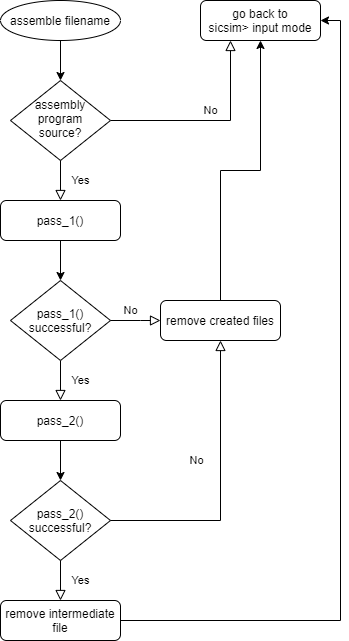 assemble filename
go back to
sicsim> input mode
assembly
program
source?
No
Yes
pass_1()
pass_1()
successful?
No
remove created files
Yes
pass_2()
No
pass_2()
successful?
Yes
remove intermediate
file